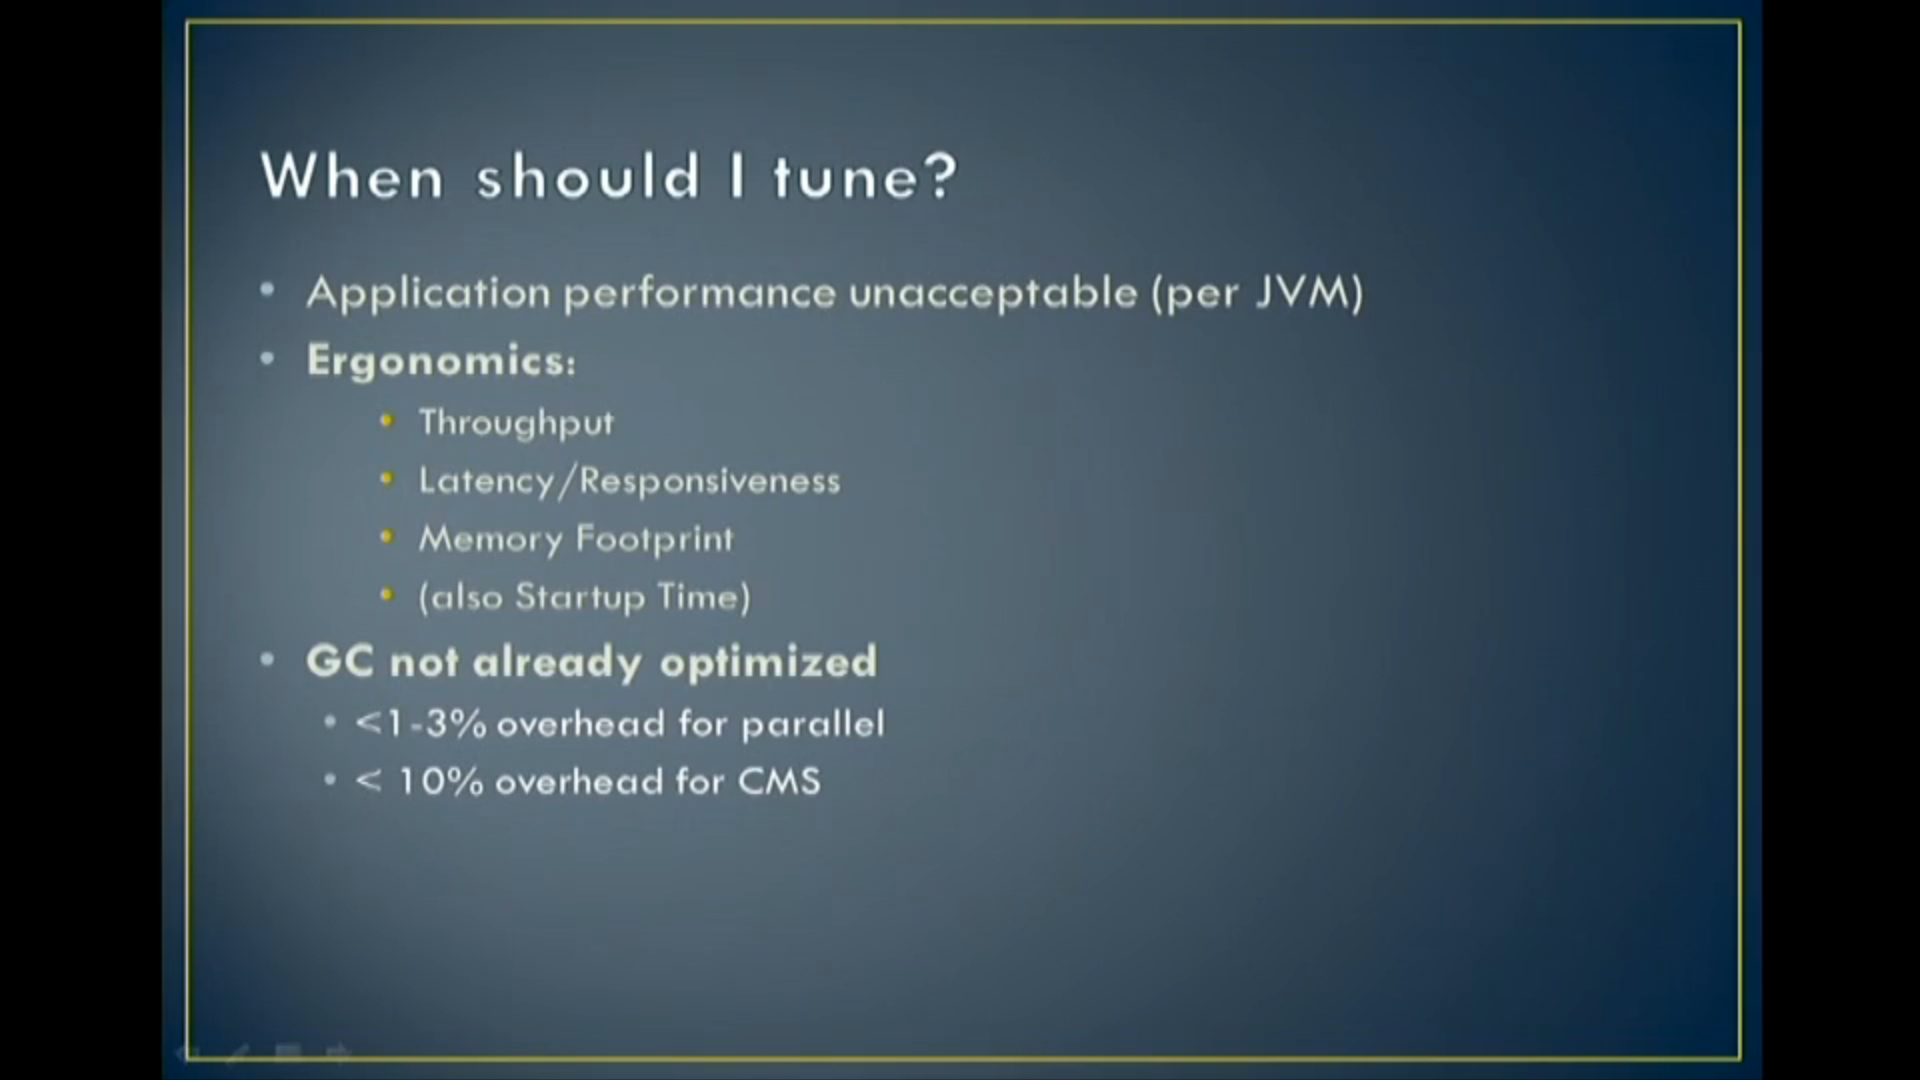 When should I tune?
• Application performance unacceptable (per JVM)
• Ergonomics:
• Throughput
• Latency/Responsiveness
• Memory Footprint
• (also Startup Time)
• GC not already optimized
• <1-3% overhead for parallel
• < 10% overhead for CMS